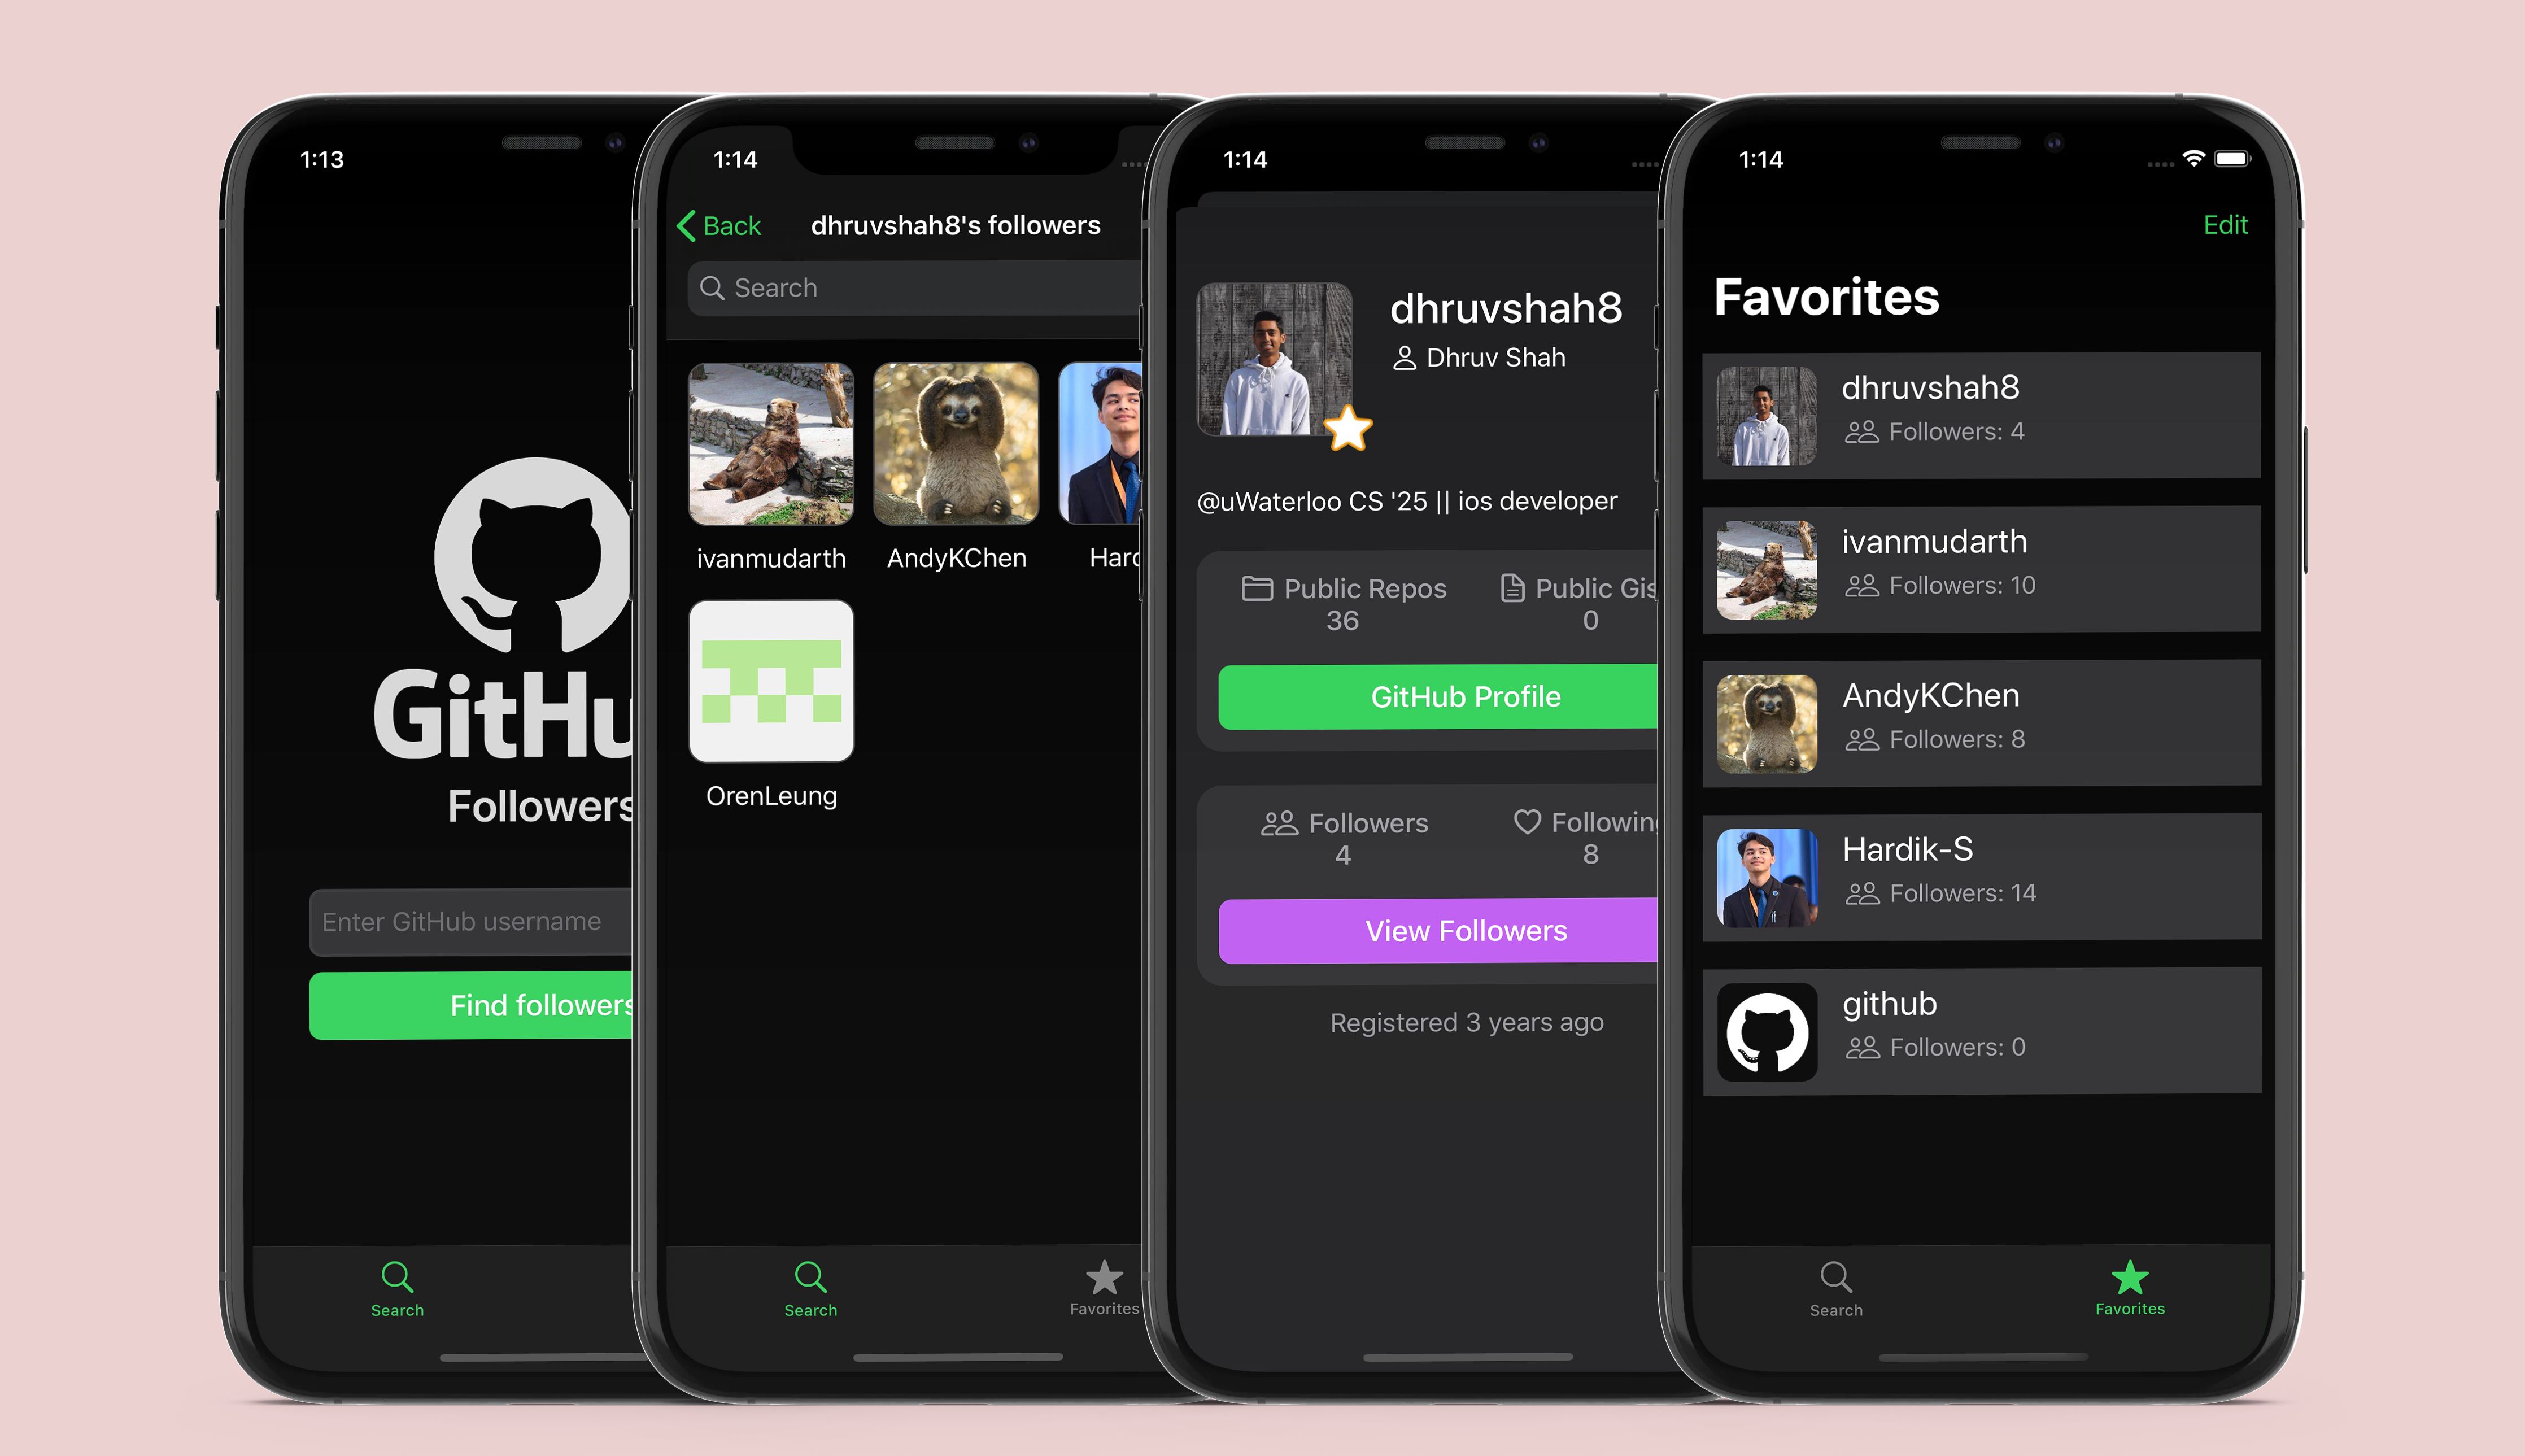 1:13
GitHu
Followers
Enter GitHub username
Find followers
Search
1:14
Back
dhruvshah8's followers
Search
ivanmudarth
AndyKChen
Hard
OrenLeung
Search
Favorites
1:14
dhruvshah8
Dhruv Shah
@uWaterloo CS '25 || ios developer
Public Repos
36
Public Gis
0
GitHub Profile
Followers
4
Following
8
View Followers
Registered 3 years ago
1:14
Edit
Favorites
dhruvshah8
Followers: 4
ivanmudarth
Followers: 10
AndyKChen
Followers: 8
Hardik-S
Followers: 14
github
Followers: 0
Search
Favorites